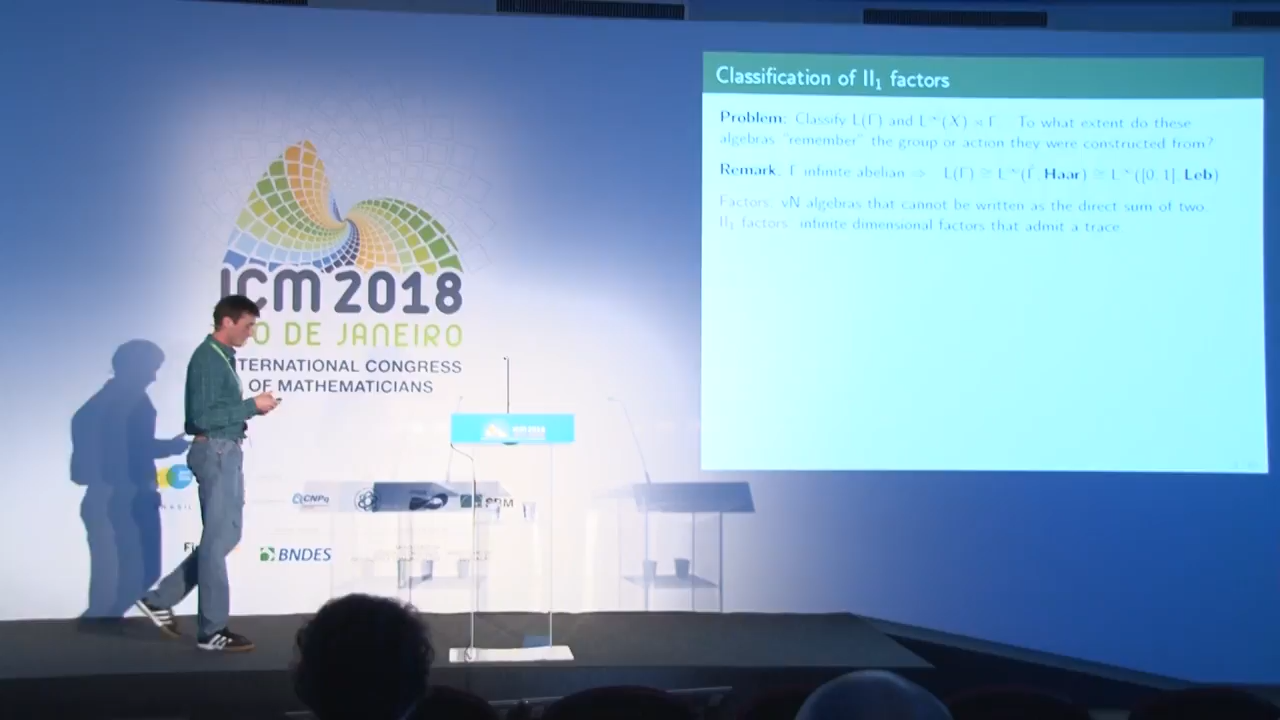 Classification of II₁ factors
Problem: Classify L(Γ) and L^∞(X) ⋊ Γ. To what extent do these
algebras "remember" the group or action they were constructed from?
Remark. Γ infinite abelian ⇒ L(Γ) ≅ L^∞(Γ̂, Haar) ≅ L^∞([0,1], Leb)
Factors: vN algebras that cannot be written as the direct sum of two.
II₁ factors: infinite dimensional factors that admit a trace.
ICM 2018
O DE JANEIRO
TERNATIONAL CONGRESS
OF MATHEMATICIANS
ICM 2018
CNPq
BNDES